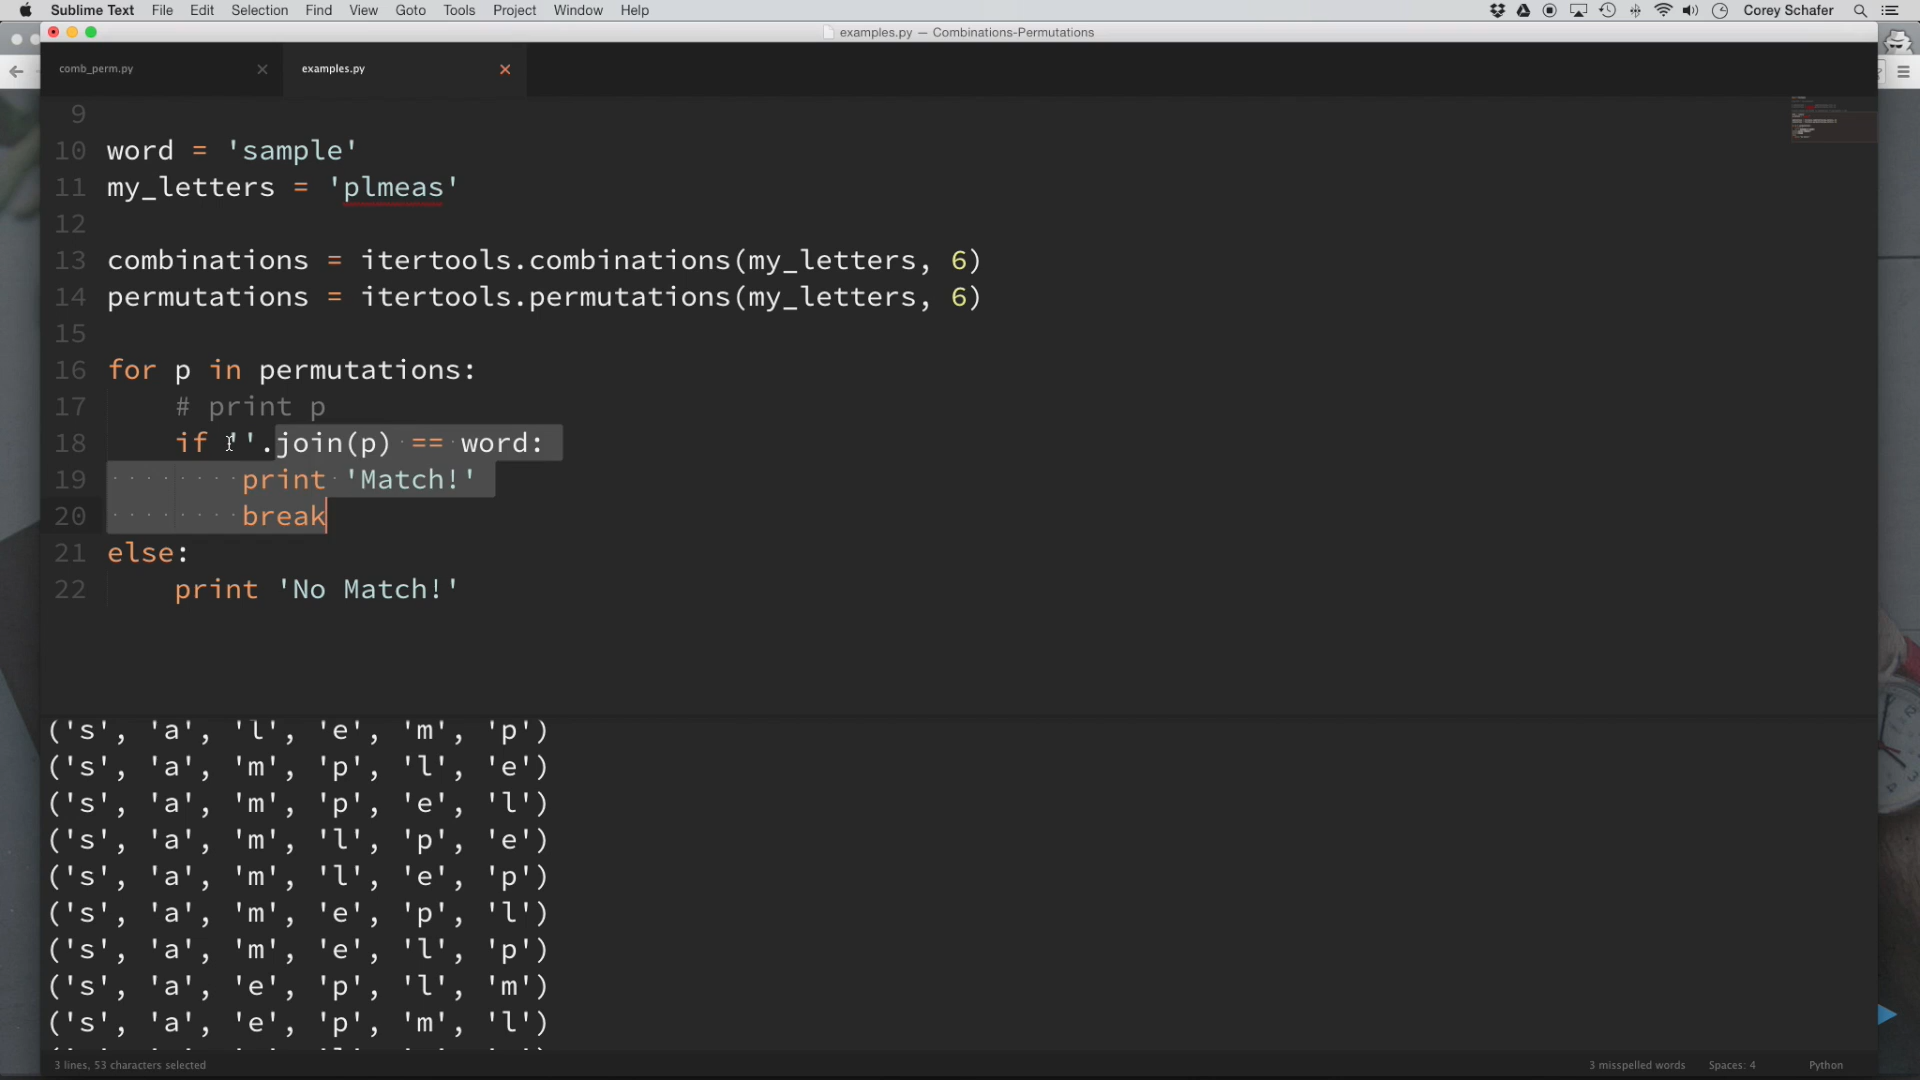 Sublime Text File Edit Selection Find View Goto Tools Project Window Help Corey Schafer
examples.py — Combinations-Permutations
comb_perm.py examples.py
9
10 word = 'sample'
11 my_letters = 'plmeas'
12
13 combinations = itertools.combinations(my_letters, 6)
14 permutations = itertools.permutations(my_letters, 6)
15
16 for p in permutations:
17 # print p
18 if ''.join(p) == word:
19 print 'Match!'
20 break
21 else:
22 print 'No Match!'
('s', 'a', 'l', 'e', 'm', 'p')
('s', 'a', 'm', 'p', 'l', 'e')
('s', 'a', 'm', 'p', 'e', 'l')
('s', 'a', 'm', 'l', 'p', 'e')
('s', 'a', 'm', 'l', 'e', 'p')
('s', 'a', 'm', 'e', 'p', 'l')
('s', 'a', 'm', 'e', 'l', 'p')
('s', 'a', 'e', 'p', 'l', 'm')
('s', 'a', 'e', 'p', 'm', 'l')
3 lines, 53 characters selected 3 misspelled words Spaces: 4 Python